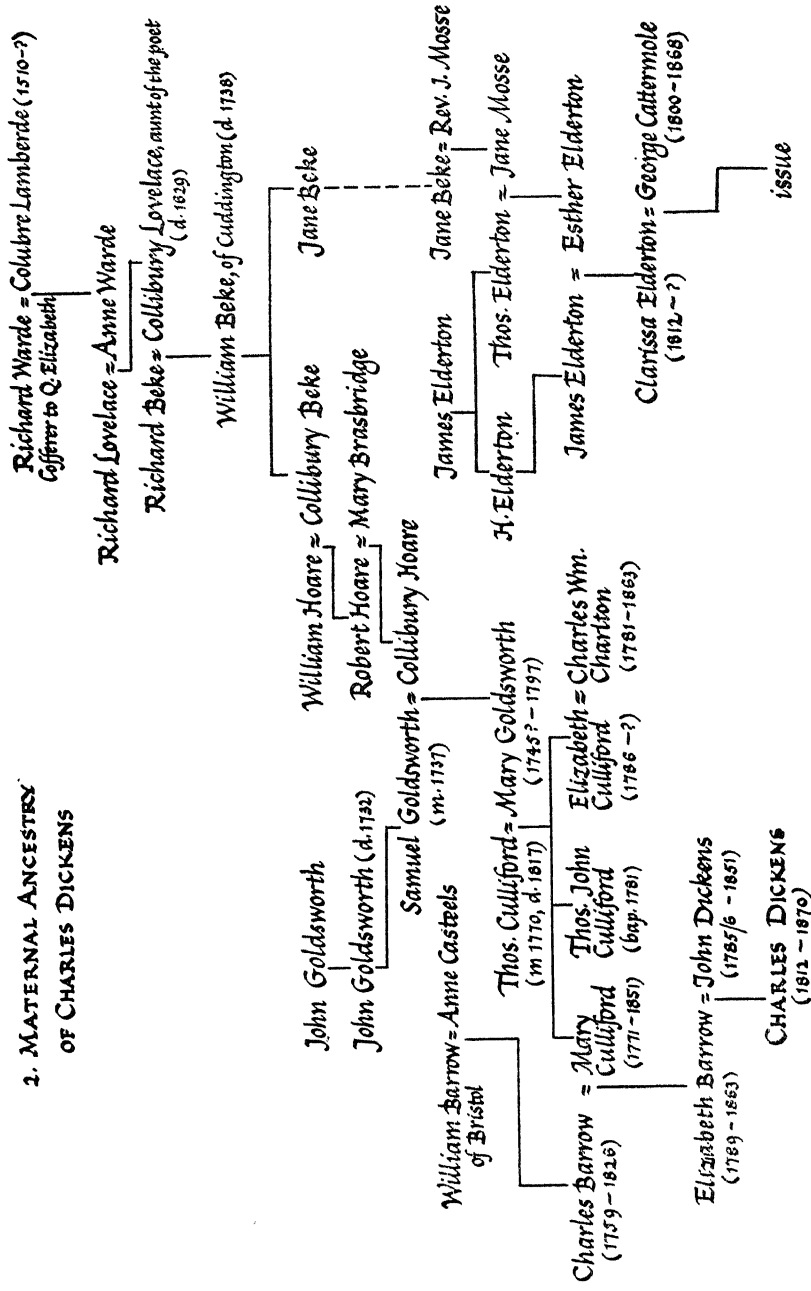 2. MATERNAL ANCESTRY
OF CHARLES DICKENS
Richard Warde = Colubre Lamberde (1510-?)
Cofferer to Q. Elizabeth
Richard Lovelace = Anne Warde
Richard Beke = Collibury Lovelace, aunt of the poet
(d. 1629)
William Beke, of Cuddington (d. 1738)
John Goldsworth
William Hoare = Collibury Beke
Jane Beke
John Goldsworth (d. 1732)
Robert Hoare = Mary Brasbridge
Samuel Goldsworth = Collibury Hoare
(m. 1737)
William Barrow = Anne Casteels
of Bristol
James Elderton
Jane Beke = Rev. J. Mosse
Thos. Culliford = Mary Goldsworth
(m 1770, d. 1817)
(1745? - 1797)
H. Elderton
Thos. Elderton = Jane Mosse
Charles Barrow = Mary
Culliford
(1759-1826)
(1771-1851)
Thos. John
Culliford
(bap. 1781)
Elizabeth = Charles Wm.
Culliford
Charlton
(1786 - ?)
(1781-1863)
James Elderton = Esther Elderton
Elizabeth Barrow = John Dickens
(1789-1863)
(1785/6 - 1851)
Clarissa Elderton = George Cattermole
(1812 - ?)
(1800-1868)
CHARLES DICKENS
(1812-1870)
issue